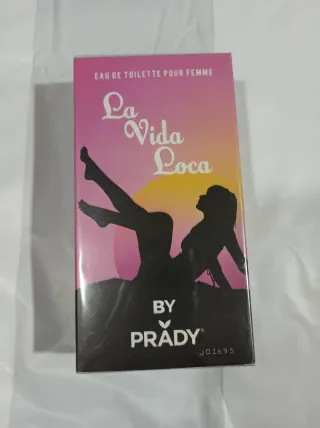 EAU DE TOILETTE POUR FEMME
La
Vida
Loca
BY
PRADY®
J01695